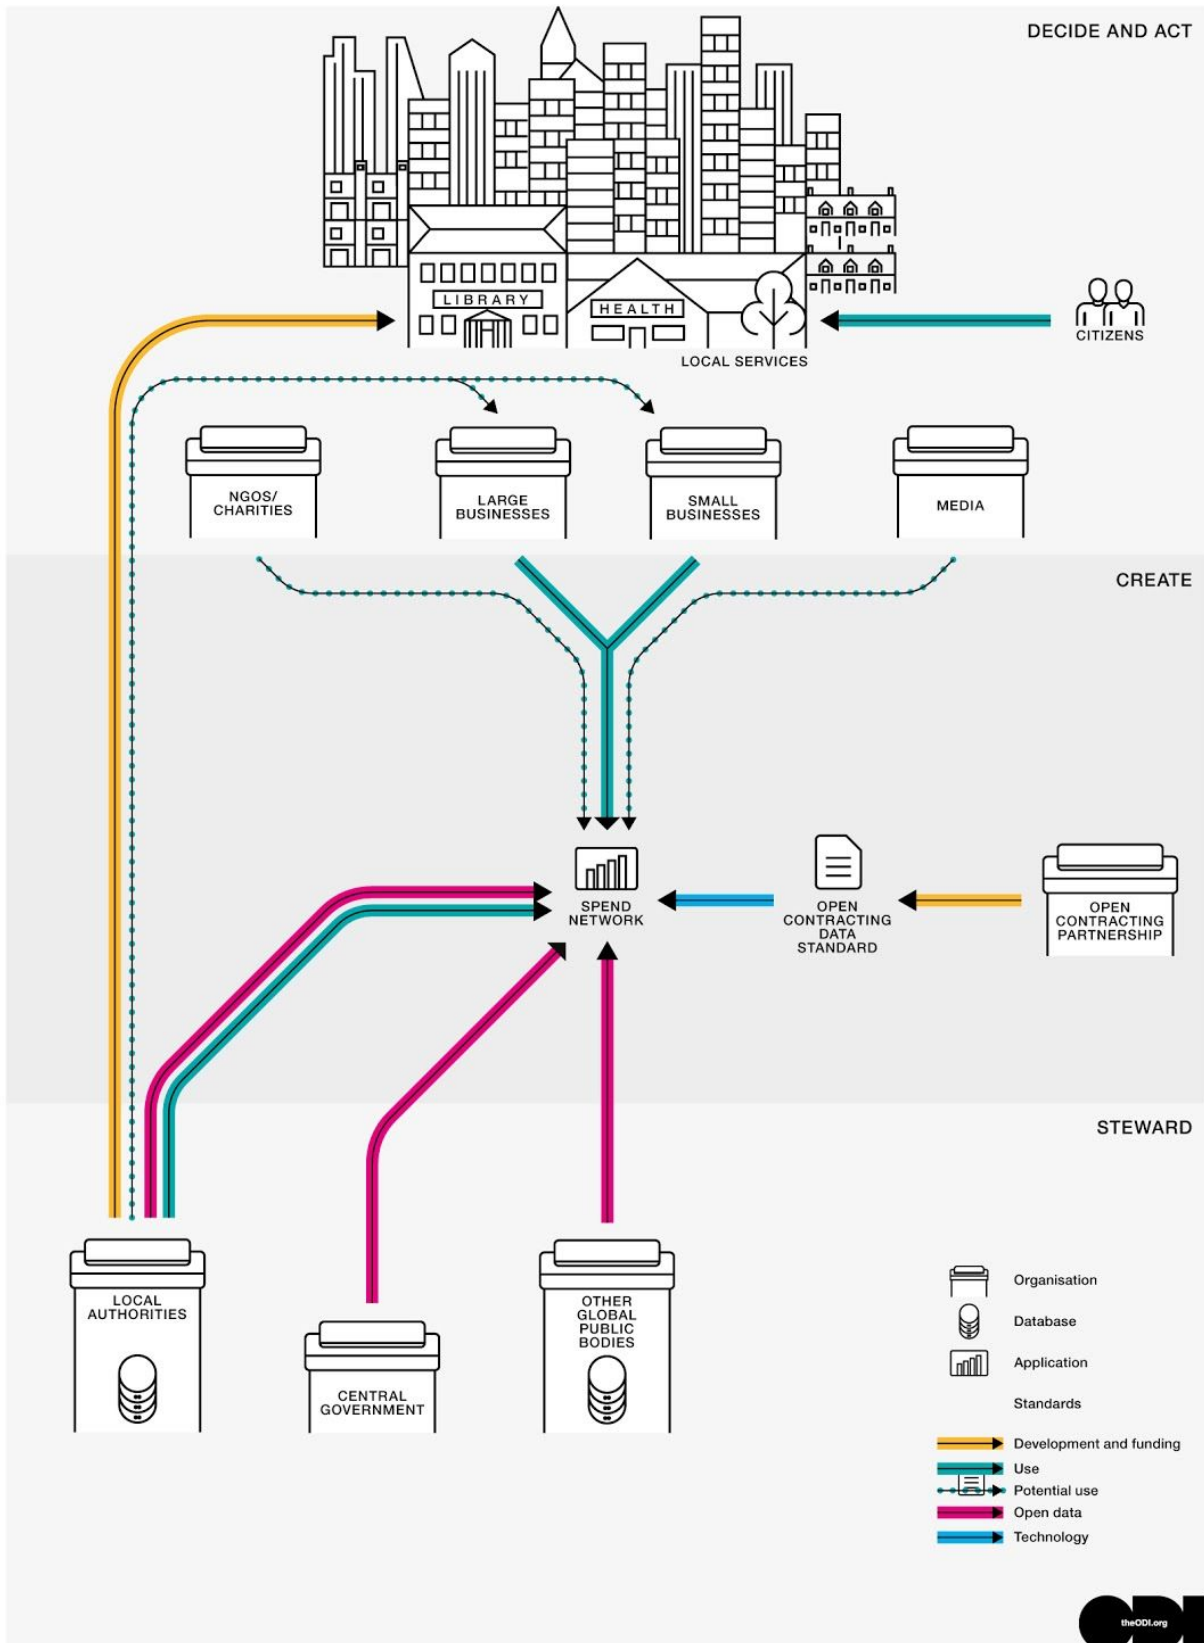 DECIDE AND ACT
LIBRARY
HEALTH
LOCAL SERVICES
CITIZENS
NGOS/
CHARITIES
LARGE
BUSINESSES
SMALL
BUSINESSES
MEDIA
CREATE
SPEND
NETWORK
OPEN
CONTRACTING
DATA
STANDARD
OPEN
CONTRACTING
PARTNERSHIP
STEWARD
LOCAL
AUTHORITIES
CENTRAL
GOVERNMENT
OTHER
GLOBAL
PUBLIC
BODIES
Organisation
Database
Application
Standards
Development and funding
Use
Potential use
Open data
Technology
theODI.org